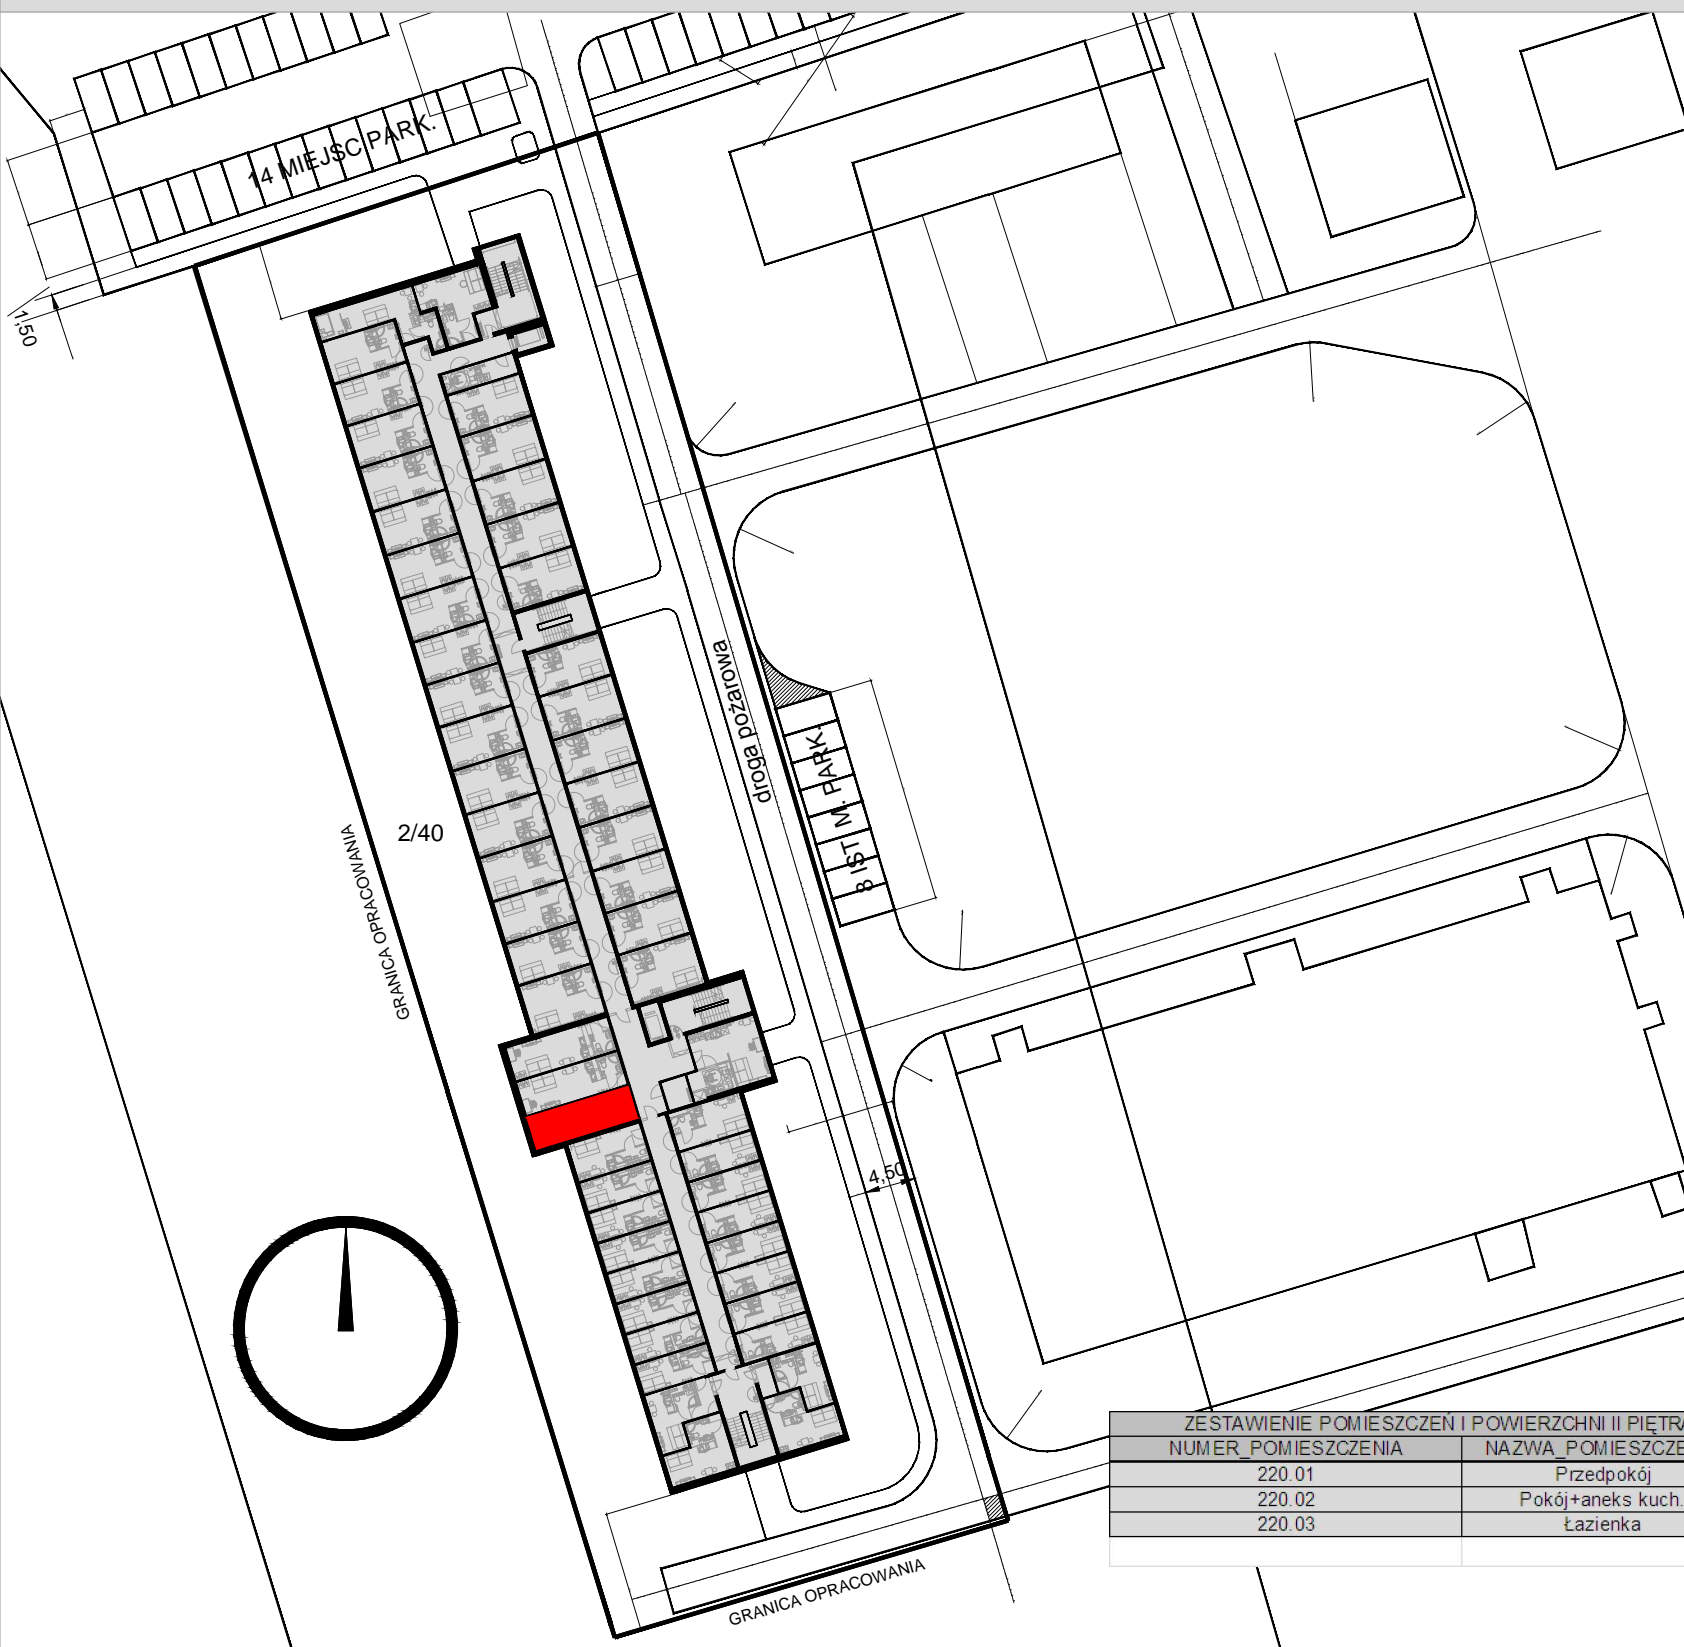 14 MIEJSC PARK.
1,50
droga pożarowa
8 IST M. PARK.
2/40
GRANICA OPRACOWANIA
4,50
ZESTAWIENIE POMIESZCZEŃ I POWIERZCHNI II PIĘTRA
NUMER_POMIESZCZENIA NAZWA_POMIESZCZE
220.01 Przedpokój
220.02 Pokój+aneks kuch.
220.03 Łazienka
GRANICA OPRACOWANIA